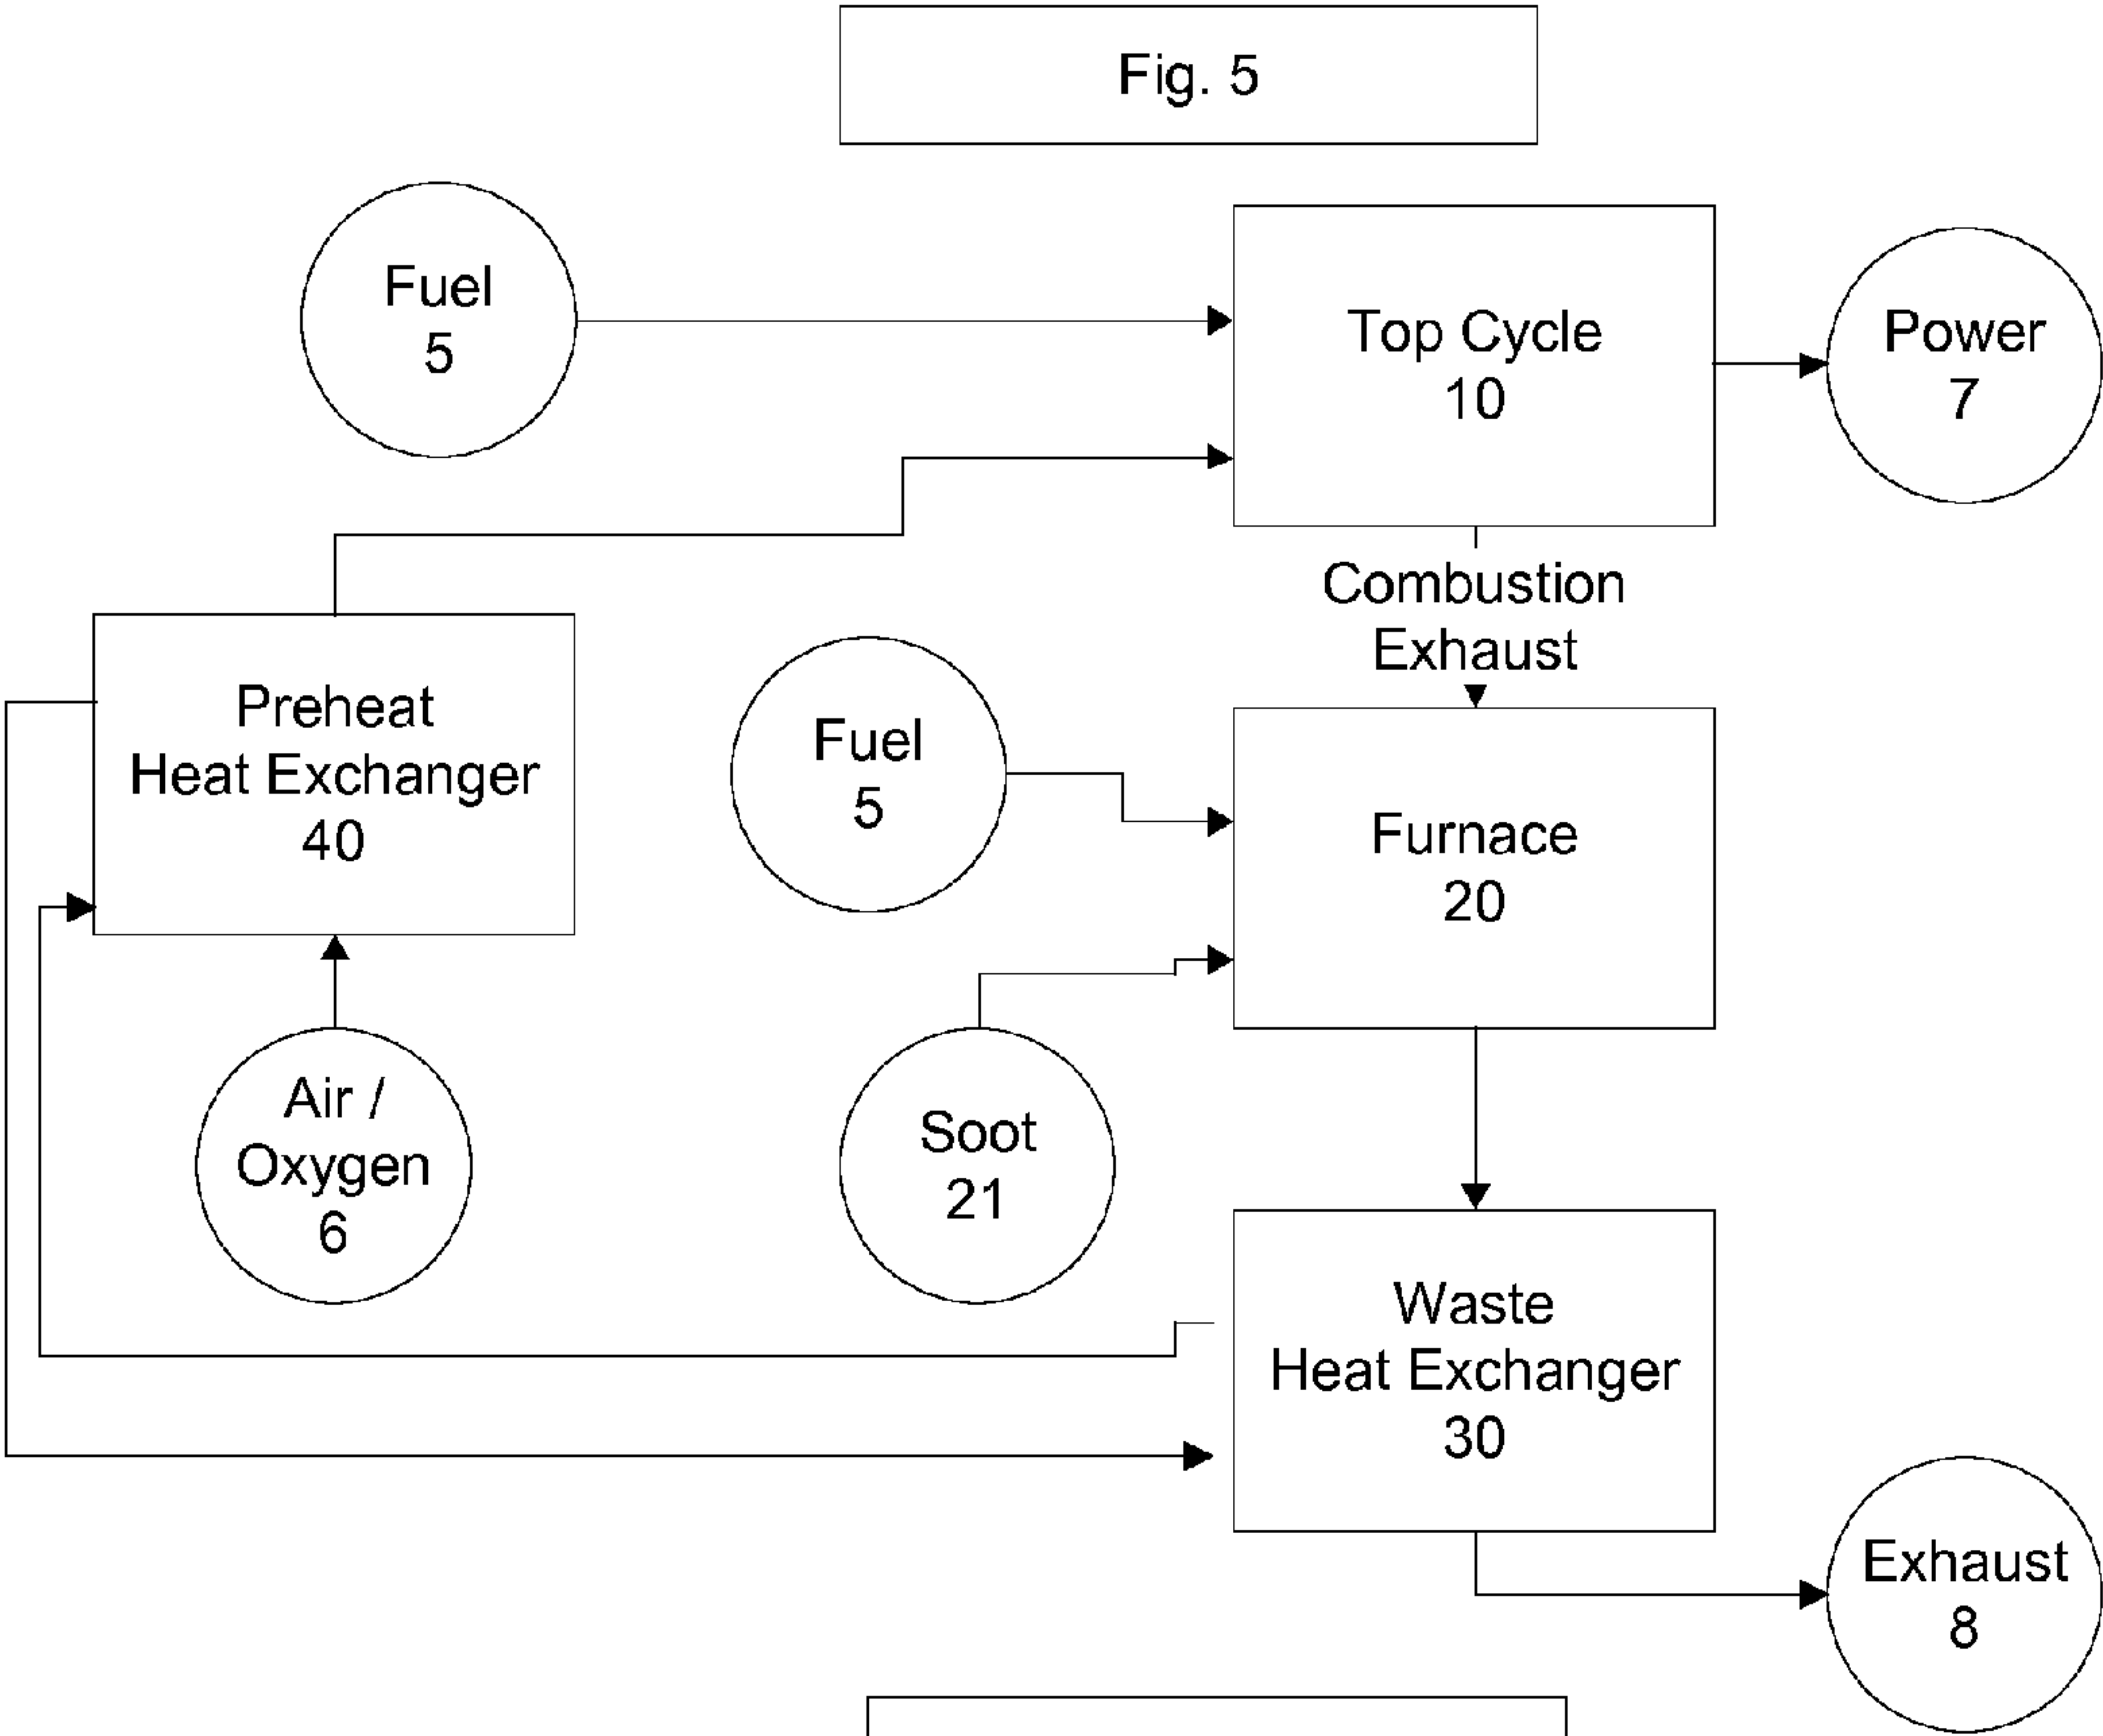 Fig. 5
Fuel
5
Top Cycle
10
Power
7
Combustion
Exhaust
Preheat
Heat Exchanger
40
Fuel
5
Furnace
20
Air /
Oxygen
6
Soot
21
Waste
Heat Exchanger
30
Exhaust
8